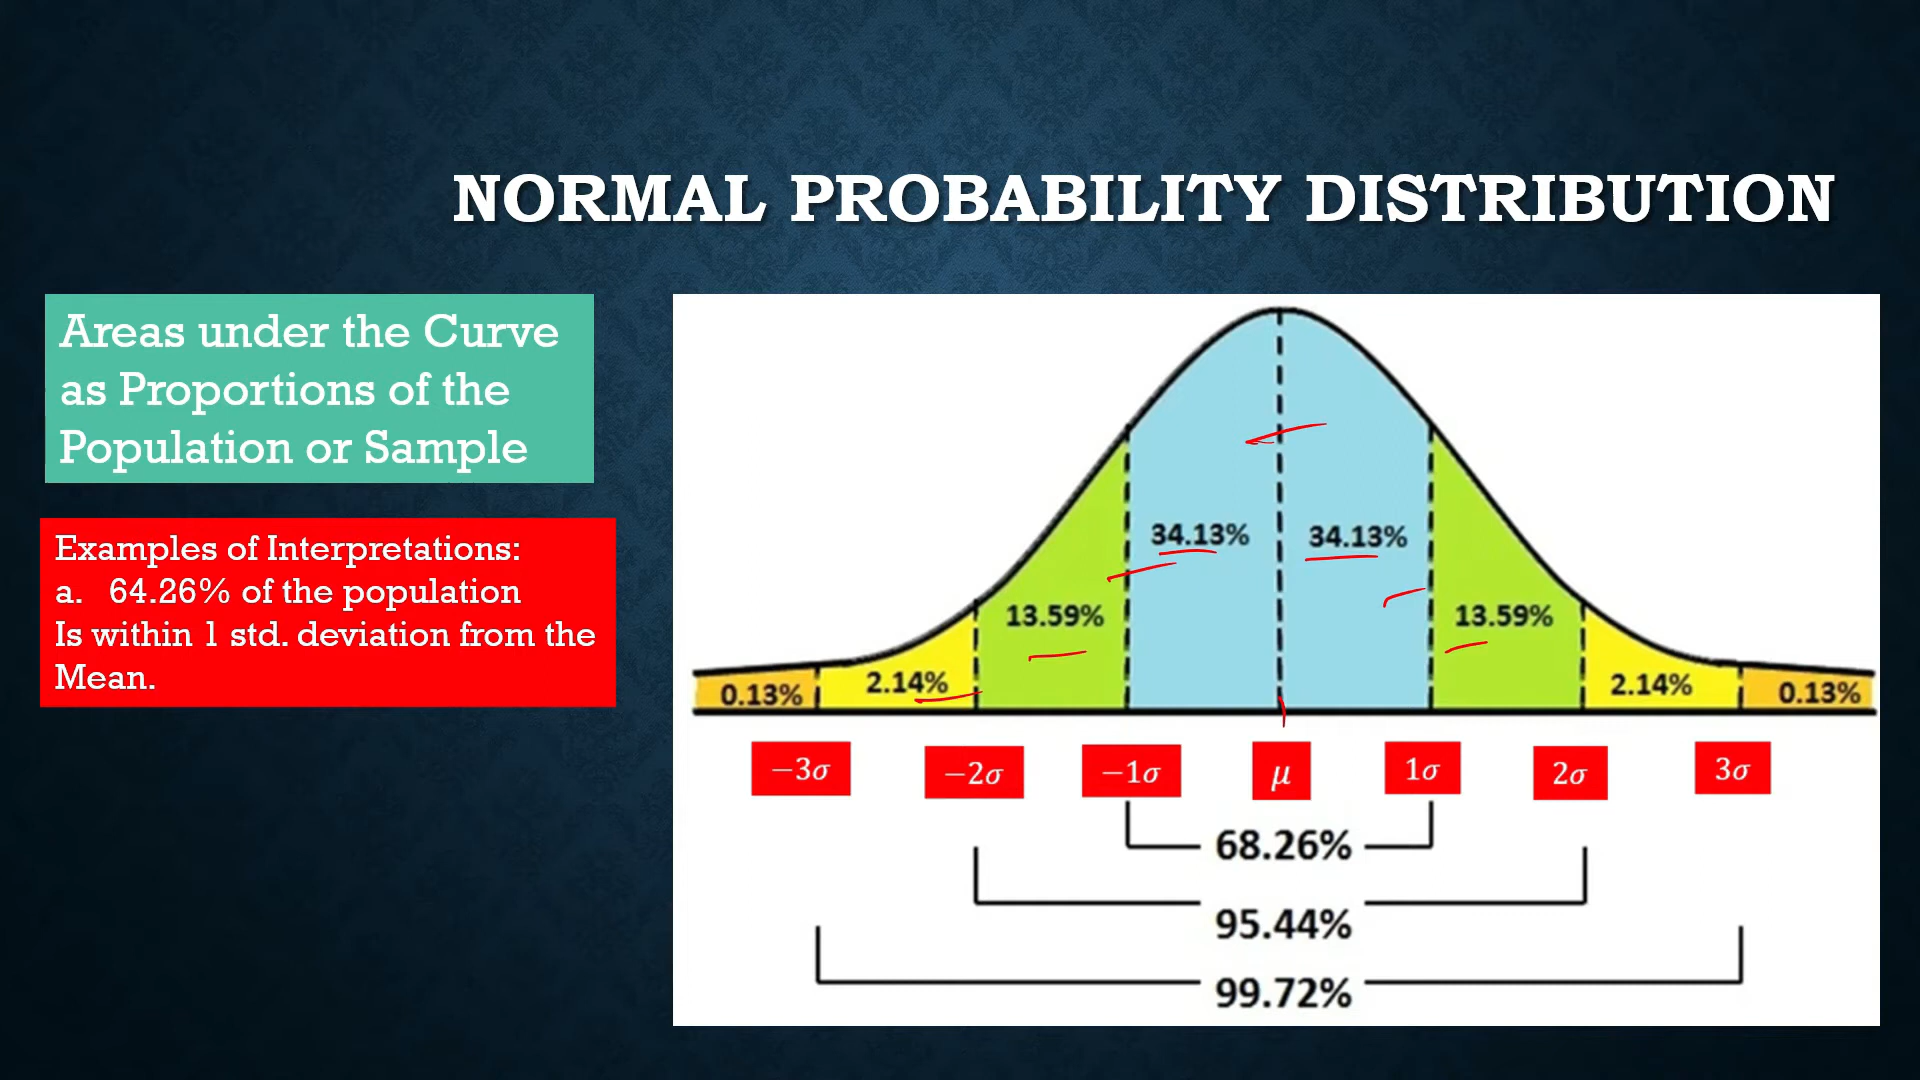 NORMAL PROBABILITY DISTRIBUTION
Areas under the Curve
as Proportions of the
Population or Sample
Examples of Interpretations:
a. 64.26% of the population
Is within 1 std. deviation from the
Mean.
34.13% 34.13%
13.59% 13.59%
0.13% 2.14% 2.14% 0.13%
−3σ −2σ −1σ μ 1σ 2σ 3σ
68.26%
95.44%
99.72%